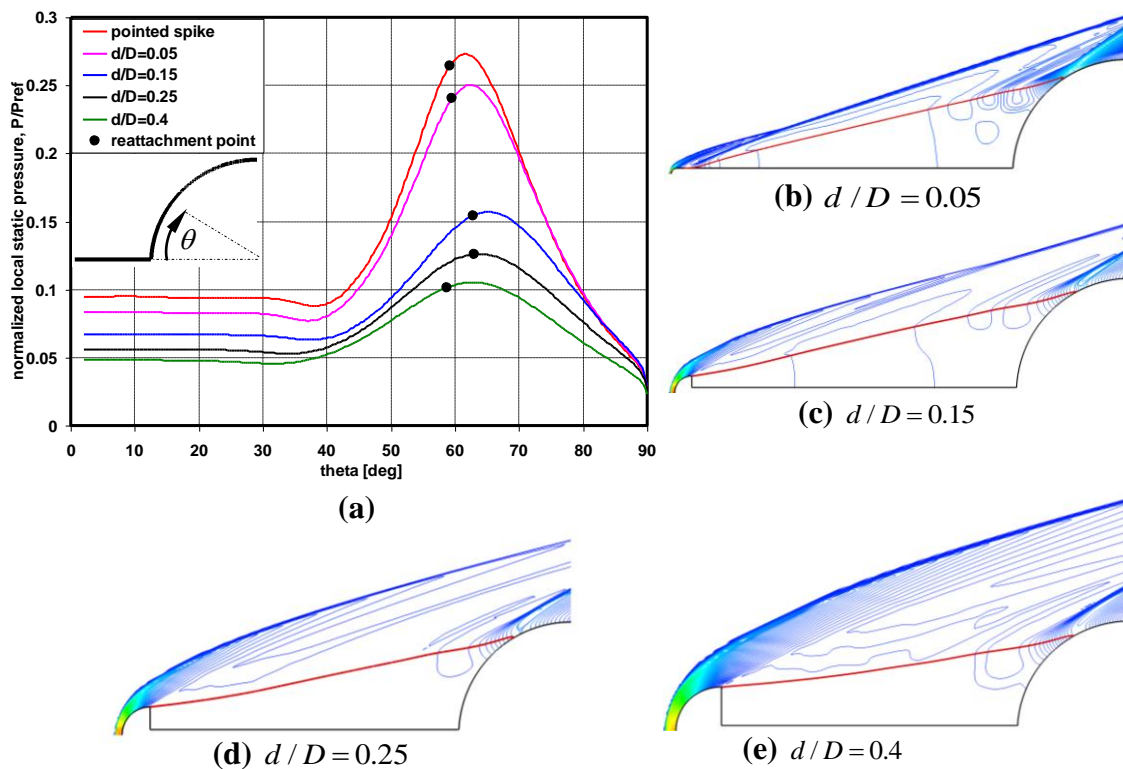 normalized local static pressure, P/Pref
0.3
0.25
0.2
0.15
0.1
0.05
0
pointed spike
d/D=0.05
d/D=0.15
d/D=0.25
d/D=0.4
reattachment point
θ
0 10 20 30 40 50 60 70 80 90
theta [deg]
(a)
(b) d / D = 0.05
(c) d / D = 0.15
(d) d / D = 0.25
(e) d / D = 0.4